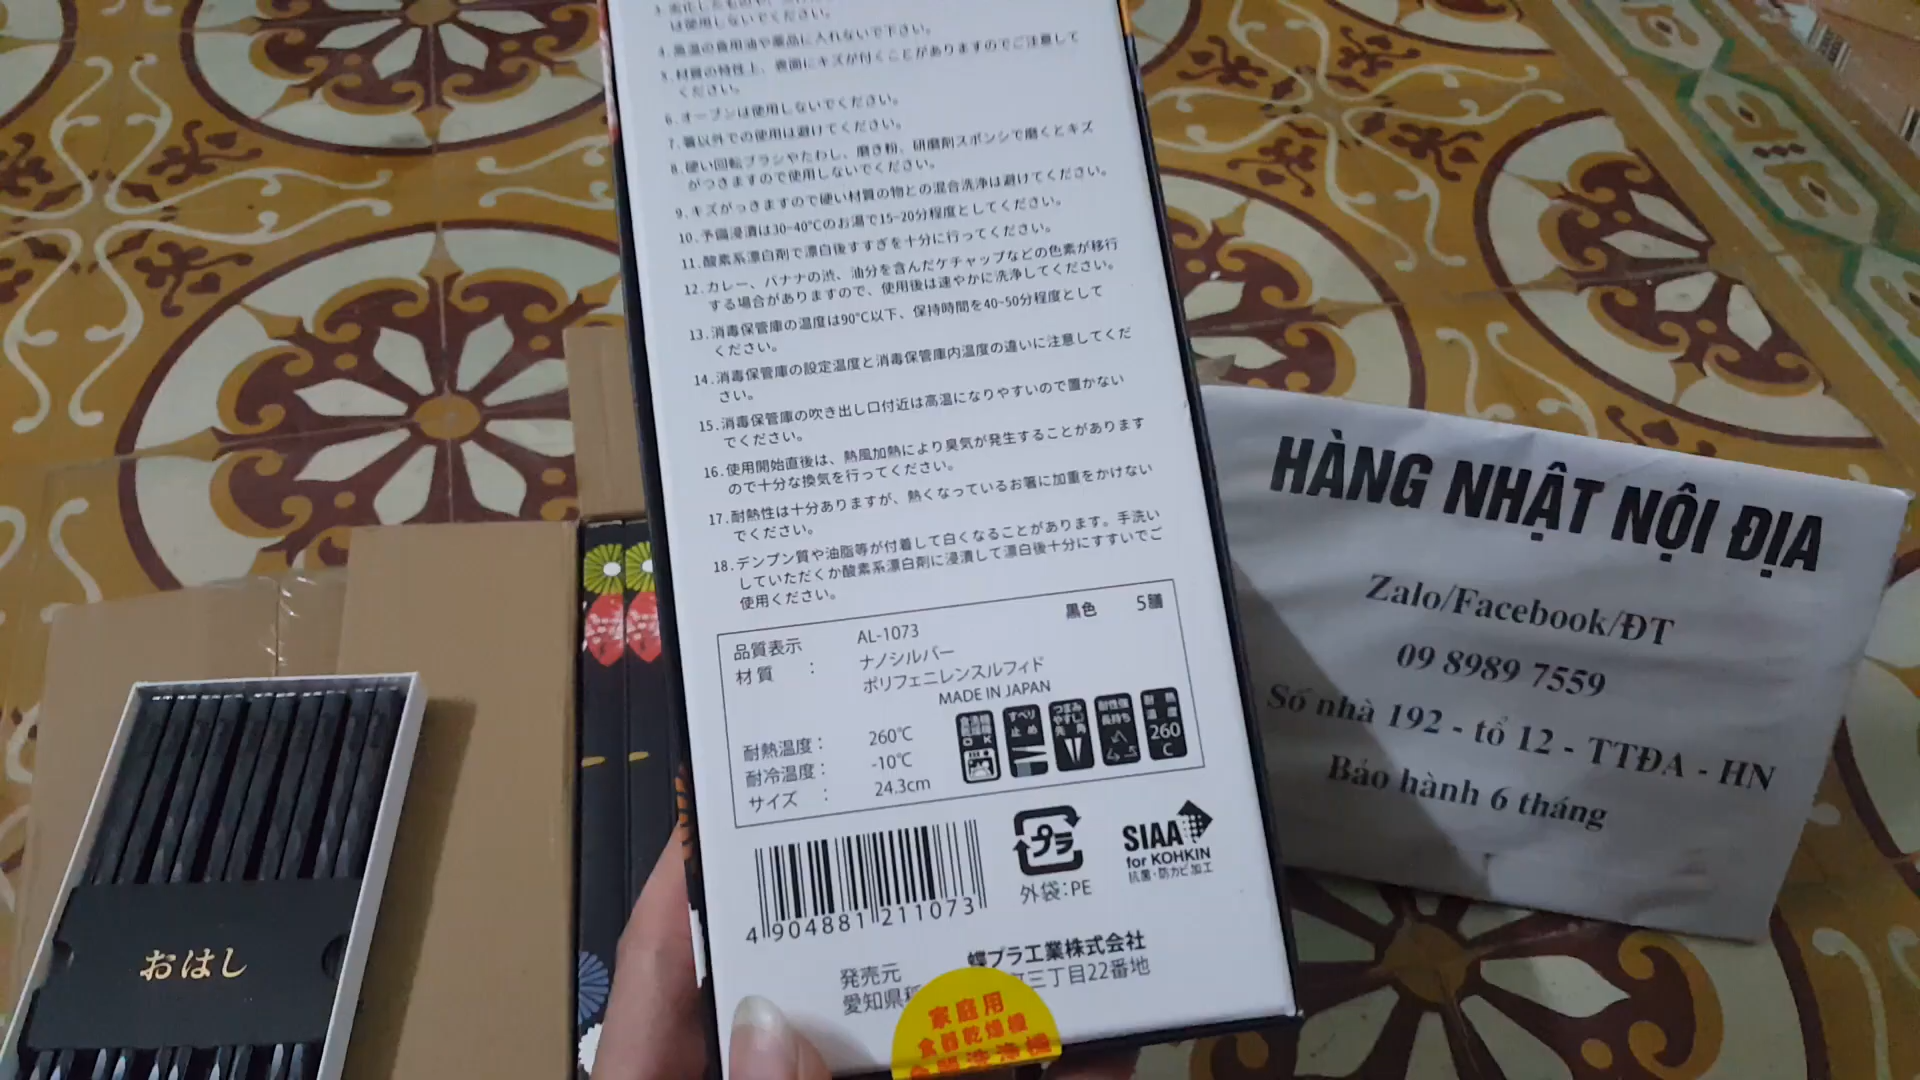 は使用しないでください。
4.高温の食用油や薬品に入れないで下さい。
5.材質の特性上、表面にキズが付くことがありますのでご注意して
ください。
6.オーブンは使用しないでください。
7.箸以外での使用は避けてください。
8.硬い回転ブラシやたわし、磨き粉、研磨剤スポンジで磨くとキズ
がつきますので使用しないでください。
9.キズがつきますので硬い材質の物との混合洗浄は避けてください。
10.予備浸漬は30~40℃のお湯で15~20分程度としてください。
11.酸素系漂白剤で漂白後すすぎを十分に行ってください。
12.カレー、バナナの渋、油分を含んだケチャップなどの色素が移行
する場合がありますので、使用後は速やかに洗浄してください。
13.消毒保管庫の温度は90℃以下、保持時間を40~50分程度として
ください。
14.消毒保管庫の設定温度と消毒保管庫内温度の違いに注意してくだ
さい。
15.消毒保管庫の吹き出し口付近は高温になりやすいので置かない
でください。
16.使用開始直後は、熱風加熱により臭気が発生することがあります
ので十分な換気を行ってください。
17.耐熱性は十分ありますが、熱くなっているお箸に加重をかけない
でください。
18.デンプン質や油脂等が付着して白くなることがあります。手洗い
していただくか酸素系漂白剤に浸漬して漂白後十分にすすいでご
使用ください。
品質表示 AL-1073 黒色 5膳
材質 : ナノシルバー
ポリフェニレンスルフィド
MADE IN JAPAN
耐熱温度: 260℃
耐冷温度: -10℃
サイズ : 24.3cm
すべり
止め
つまみ
やすい
先角
耐性強
長持ち
耐熱
温度
260
C
プラ
外袋:PE
SIAA
for KOHKIN
抗菌・防カビ加工
4 904881 211073
発売元 蝶プラ工業株式会社
愛知県 三丁目22番地
家庭用
食器乾燥機
洗浄機
おはし
HÀNG NHẬT NỘI ĐỊA
Zalo/Facebook/ĐT
09 8989 7559
Số nhà 192 - tổ 12 - TTĐA - HN
Bảo hành 6 tháng